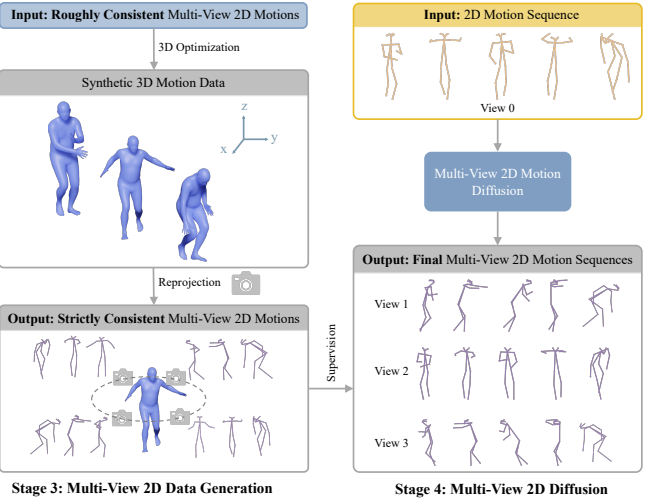 Input: Roughly Consistent Multi-View 2D Motions
3D Optimization
Synthetic 3D Motion Data
z
y
x
Reprojection
Output: Strictly Consistent Multi-View 2D Motions
Stage 3: Multi-View 2D Data Generation
Supervision
Input: 2D Motion Sequence
View 0
Multi-View 2D Motion
Diffusion
Output: Final Multi-View 2D Motion Sequences
View 1
View 2
View 3
Stage 4: Multi-View 2D Diffusion